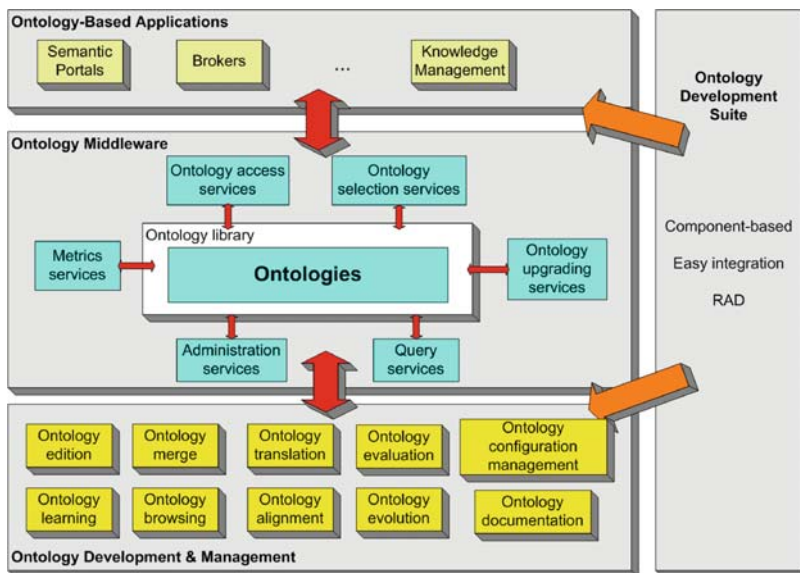 Ontology-Based Applications
Semantic
Portals
Brokers
...
Knowledge
Management
Ontology
Development
Suite
Component-based
Easy integration
RAD
Ontology Middleware
Ontology access
services
Ontology
selection services
Metrics
services
Ontology library
Ontologies
Ontology
upgrading
services
Administration
services
Query
services
Ontology
edition
Ontology
merge
Ontology
translation
Ontology
evaluation
Ontology
configuration
management
Ontology
learning
Ontology
browsing
Ontology
alignment
Ontology
evolution
Ontology
documentation
Ontology Development & Management